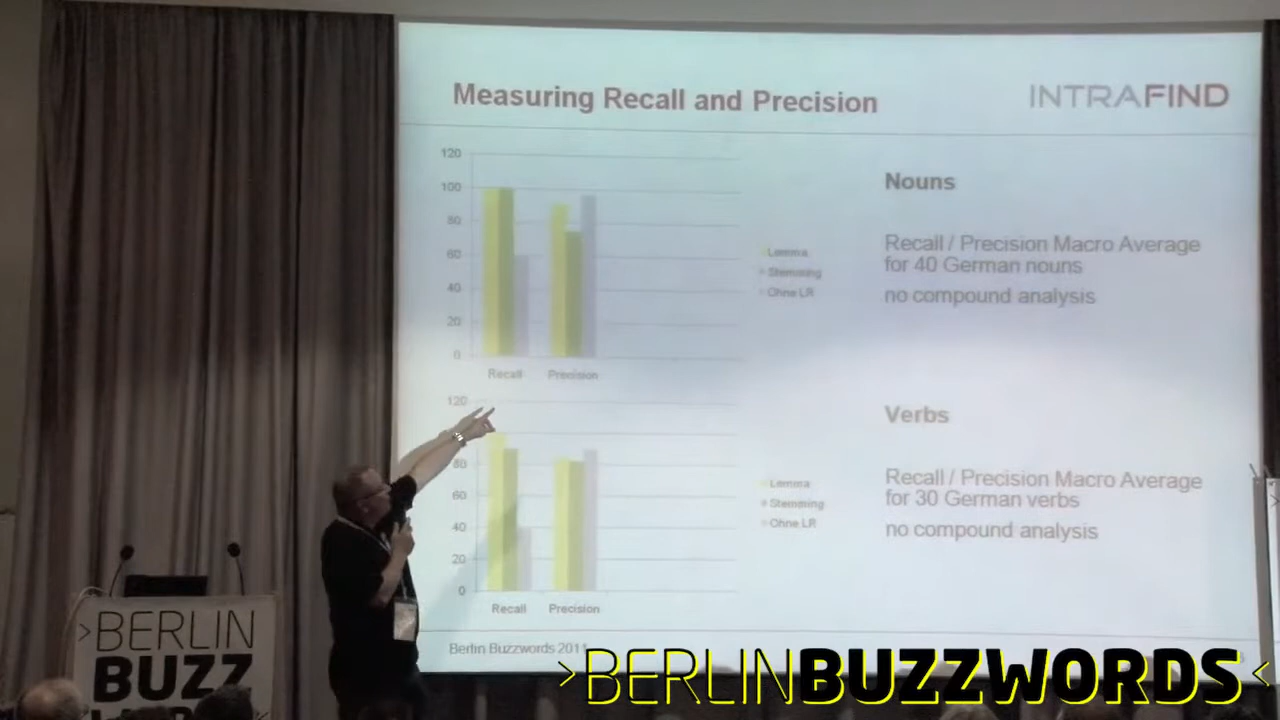 Measuring Recall and Precision
INTRAFIND
120
100
80
60
40
20
0
Recall
Precision
Lemma
Stemming
Ohne LR
Nouns
Recall / Precision Macro Average
for 40 German nouns
no compound analysis
120
80
60
40
20
0
Recall
Precision
Lemma
Stemming
Ohne LR
Verbs
Recall / Precision Macro Average
for 30 German verbs
no compound analysis
Berlin Buzzwords 2011
>BERLIN
BUZZ
>BERLINBUZZWORDS<